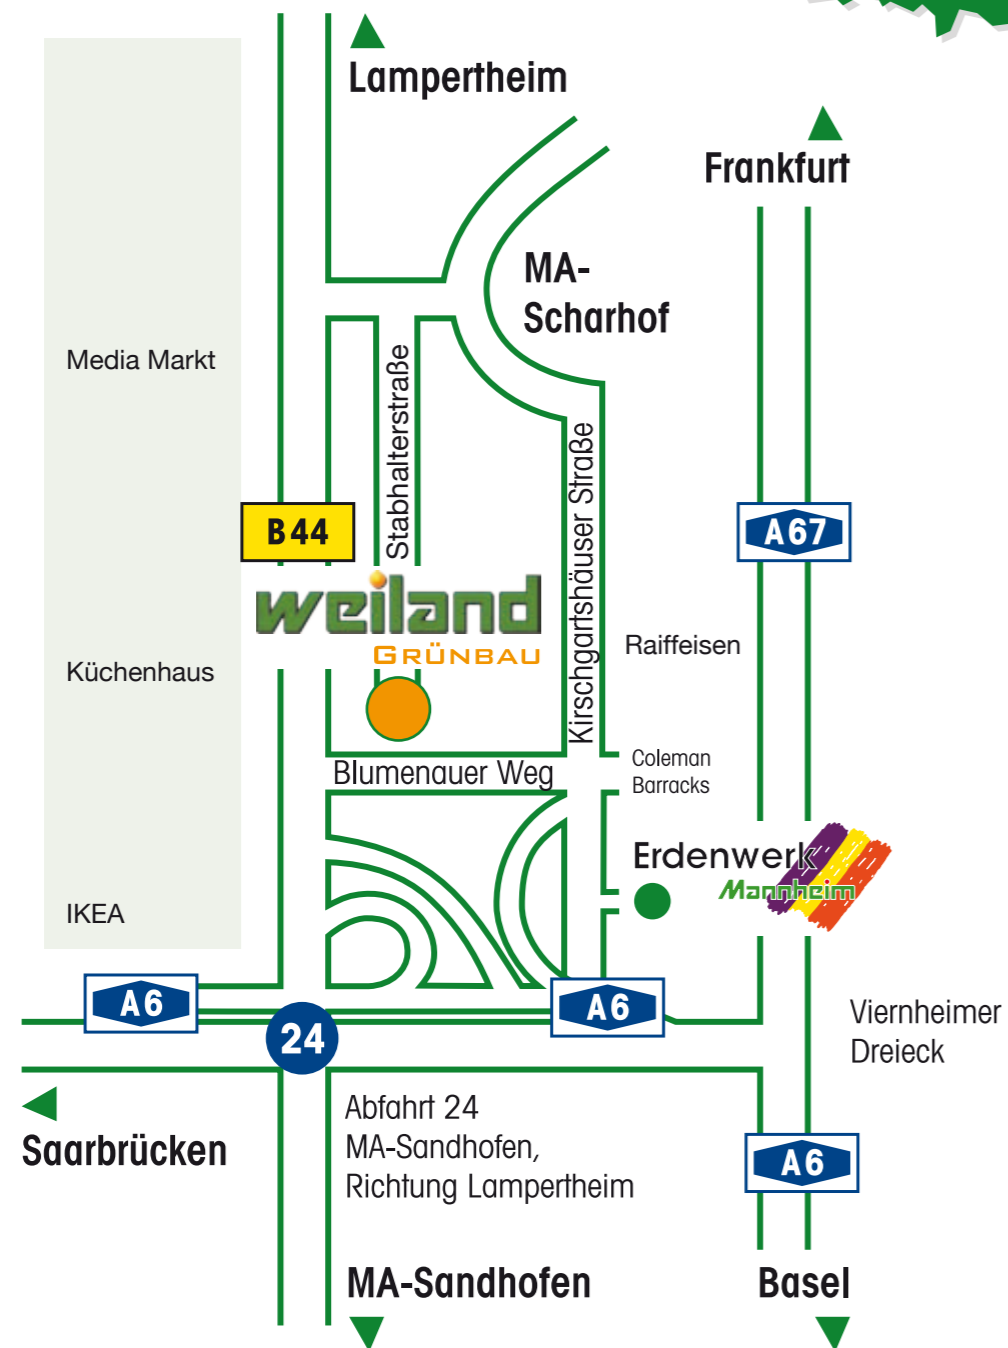 Lampertheim
Frankfurt
MA-
Scharhof
Media Markt
Stabhalterstraße
Kirschgartshäuser Straße
B44
A67
weiland
GRÜNBAU
Raiffeisen
Küchenhaus
Blumenauer Weg
Coleman
Barracks
Erdenwerk
Mannheim
IKEA
A6
A6
24
Viernheimer
Dreieck
Saarbrücken
Abfahrt 24
MA-Sandhofen,
Richtung Lampertheim
A6
MA-Sandhofen
Basel